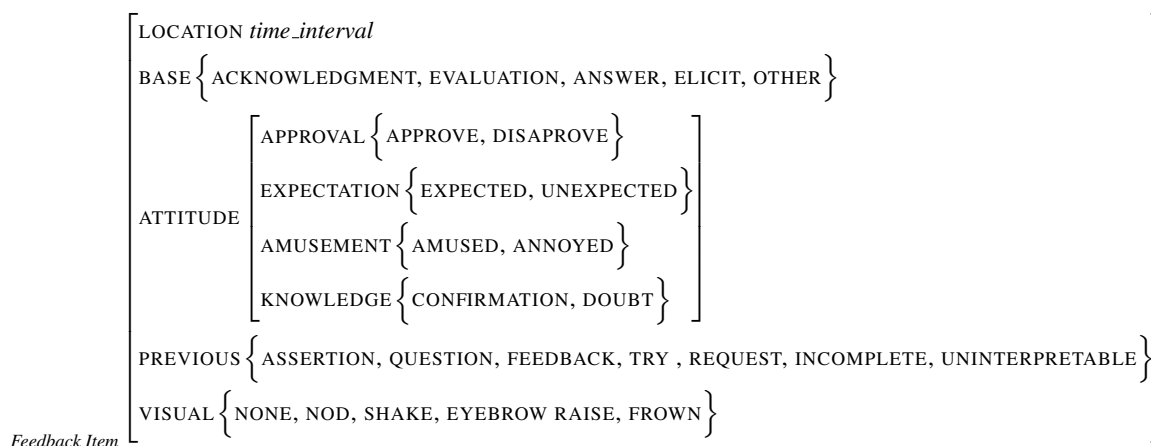 LOCATION time_interval
BASE { ACKNOWLEDGMENT, EVALUATION, ANSWER, ELICIT, OTHER }
APPROVAL { APPROVE, DISAPROVE }
EXPECTATION { EXPECTED, UNEXPECTED }
ATTITUDE
AMUSEMENT { AMUSED, ANNOYED }
KNOWLEDGE { CONFIRMATION, DOUBT }
PREVIOUS { ASSERTION, QUESTION, FEEDBACK, TRY , REQUEST, INCOMPLETE, UNINTERPRETABLE }
VISUAL { NONE, NOD, SHAKE, EYEBROW RAISE, FROWN }
Feedback Item